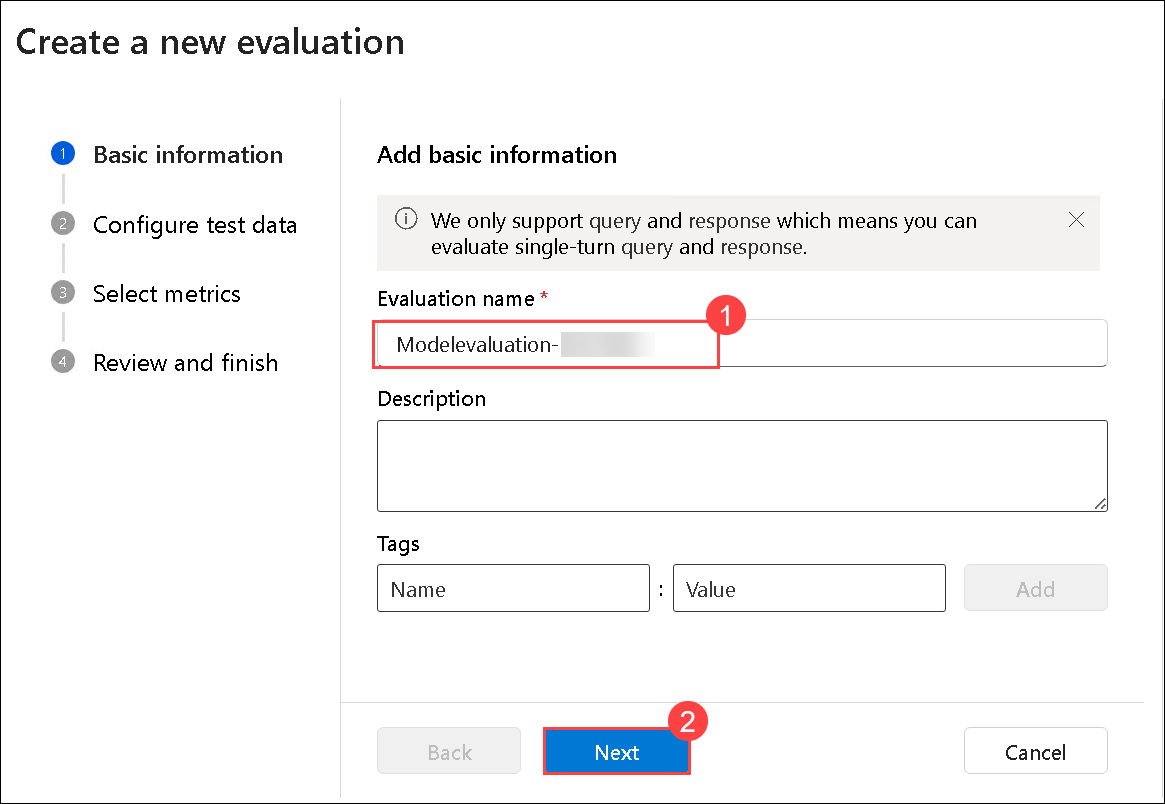 Create a new evaluation
1 Basic information
2 Configure test data
3 Select metrics
4 Review and finish
Add basic information
We only support query and response which means you can
evaluate single-turn query and response.
Evaluation name *
1
Modelevaluation-
Description
Tags
Name : Value Add
2
Back Next Cancel